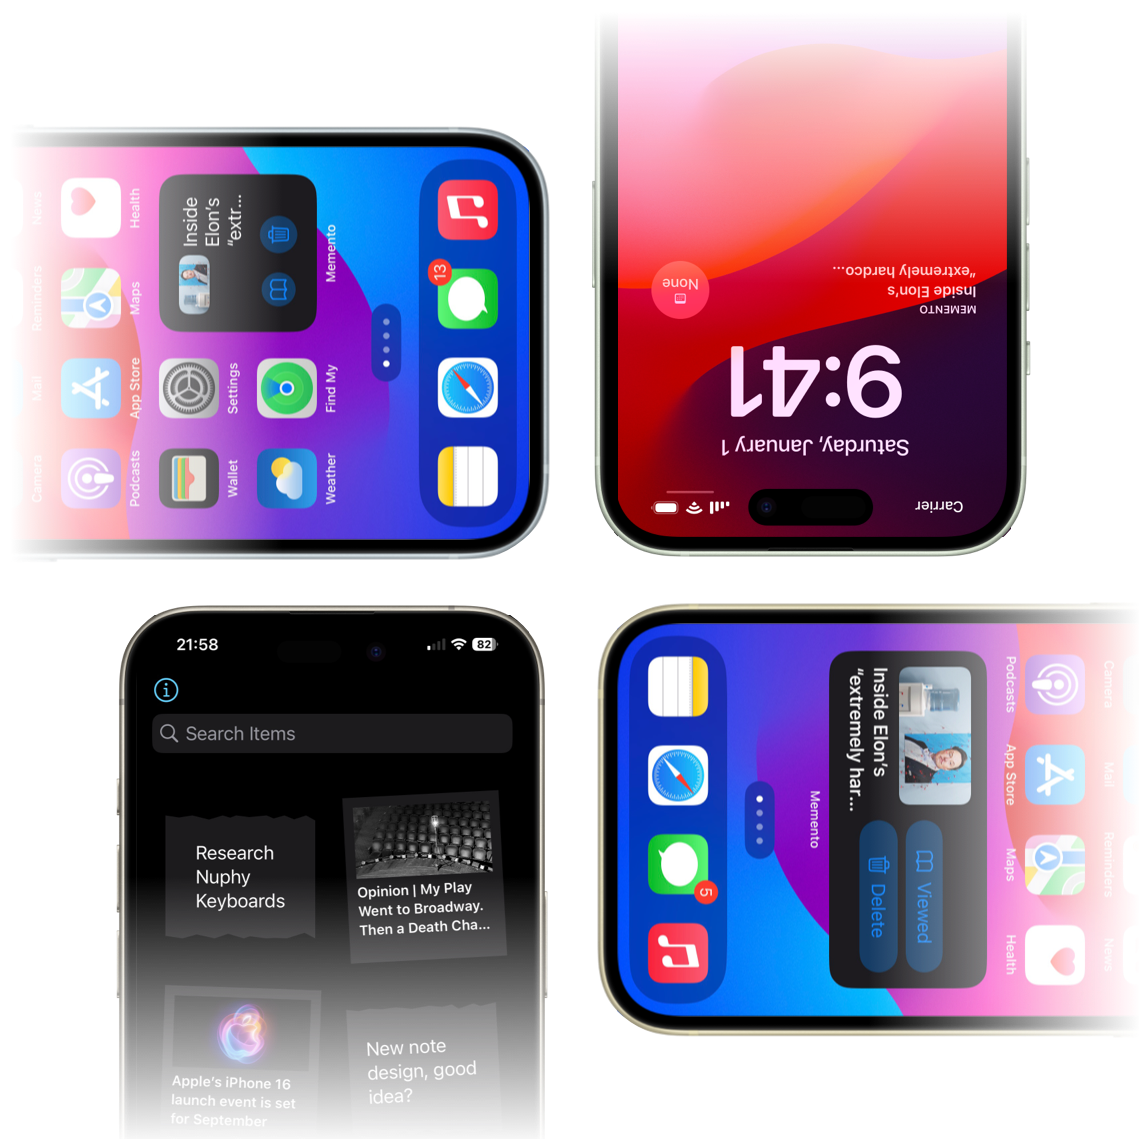 News
Reminders
Mail
Camera
Health
Maps
App Store
Podcasts
Inside
Elon's
“extr...
Memento
Settings
Wallet
Find My
Weather
13
Carrier
Saturday, January 1
9:41
MEMENTO
Inside Elon's
“extremely hardco...
None
21:58
82
Search Items
Research
Nuphy
Keyboards
Opinion | My Play
Went to Broadway.
Then a Death Cha...
Apple's iPhone 16
launch event is set
for September
New note
design, good
idea?
Camera
Mail
Reminders
News
Podcasts
App Store
Maps
Health
Inside Elon's
“extremely har...
Viewed
Delete
Memento
5